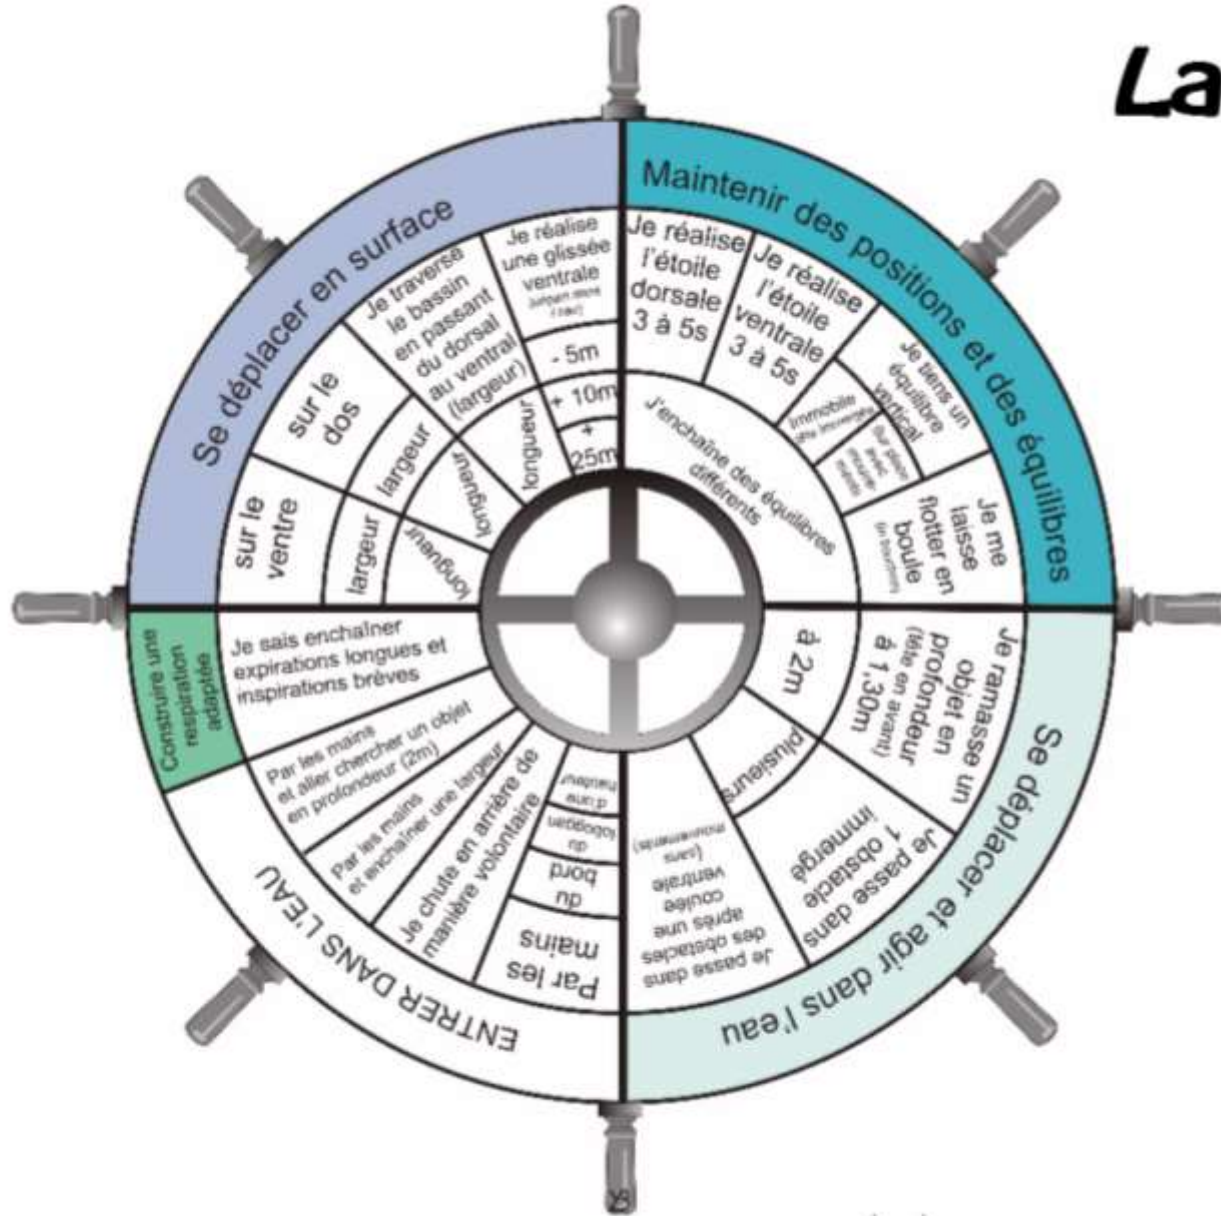 La
Maintenir des positions et des équilibres
Je réalise
l'étoile
dorsale
3 à 5s
Je réalise
l'étoile
ventrale
3 à 5s
Je tiens un
équilibre
vertical
immobile
Sur place
avec
J'enchaîne des équilibres
différents
Je me
laisse
flotter en
boule
Se déplacer et agir dans l'eau
Je ramasse un
objet en
profondeur
(tête en avant)
à 1,30m
à 2m
Je passe dans
1 obstacle
immergé
plusieurs
Je passe dans
des obstacles
après une
coulée
ventrale
(sans
mouvements)
ENTRER DANS L'EAU
Par les
mains
du
bord
du
toboggan
d'une
hauteur
Je chute en arrière de
manière volontaire
Par les mains
et enchaîner une largeur
Par les mains
et aller chercher un objet
en profondeur (2m)
Construire une
respiration
adaptée
Je sais enchaîner
expirations longues et
inspirations brèves
Se déplacer en surface
sur le
ventre
largeur
longueur
sur le
dos
largeur
longueur
Je traverse
le bassin
en passant
du dorsal
au ventral
(largeur)
longueur
Je réalise
une glissée
ventrale
- 5m
+ 10m
+
25m